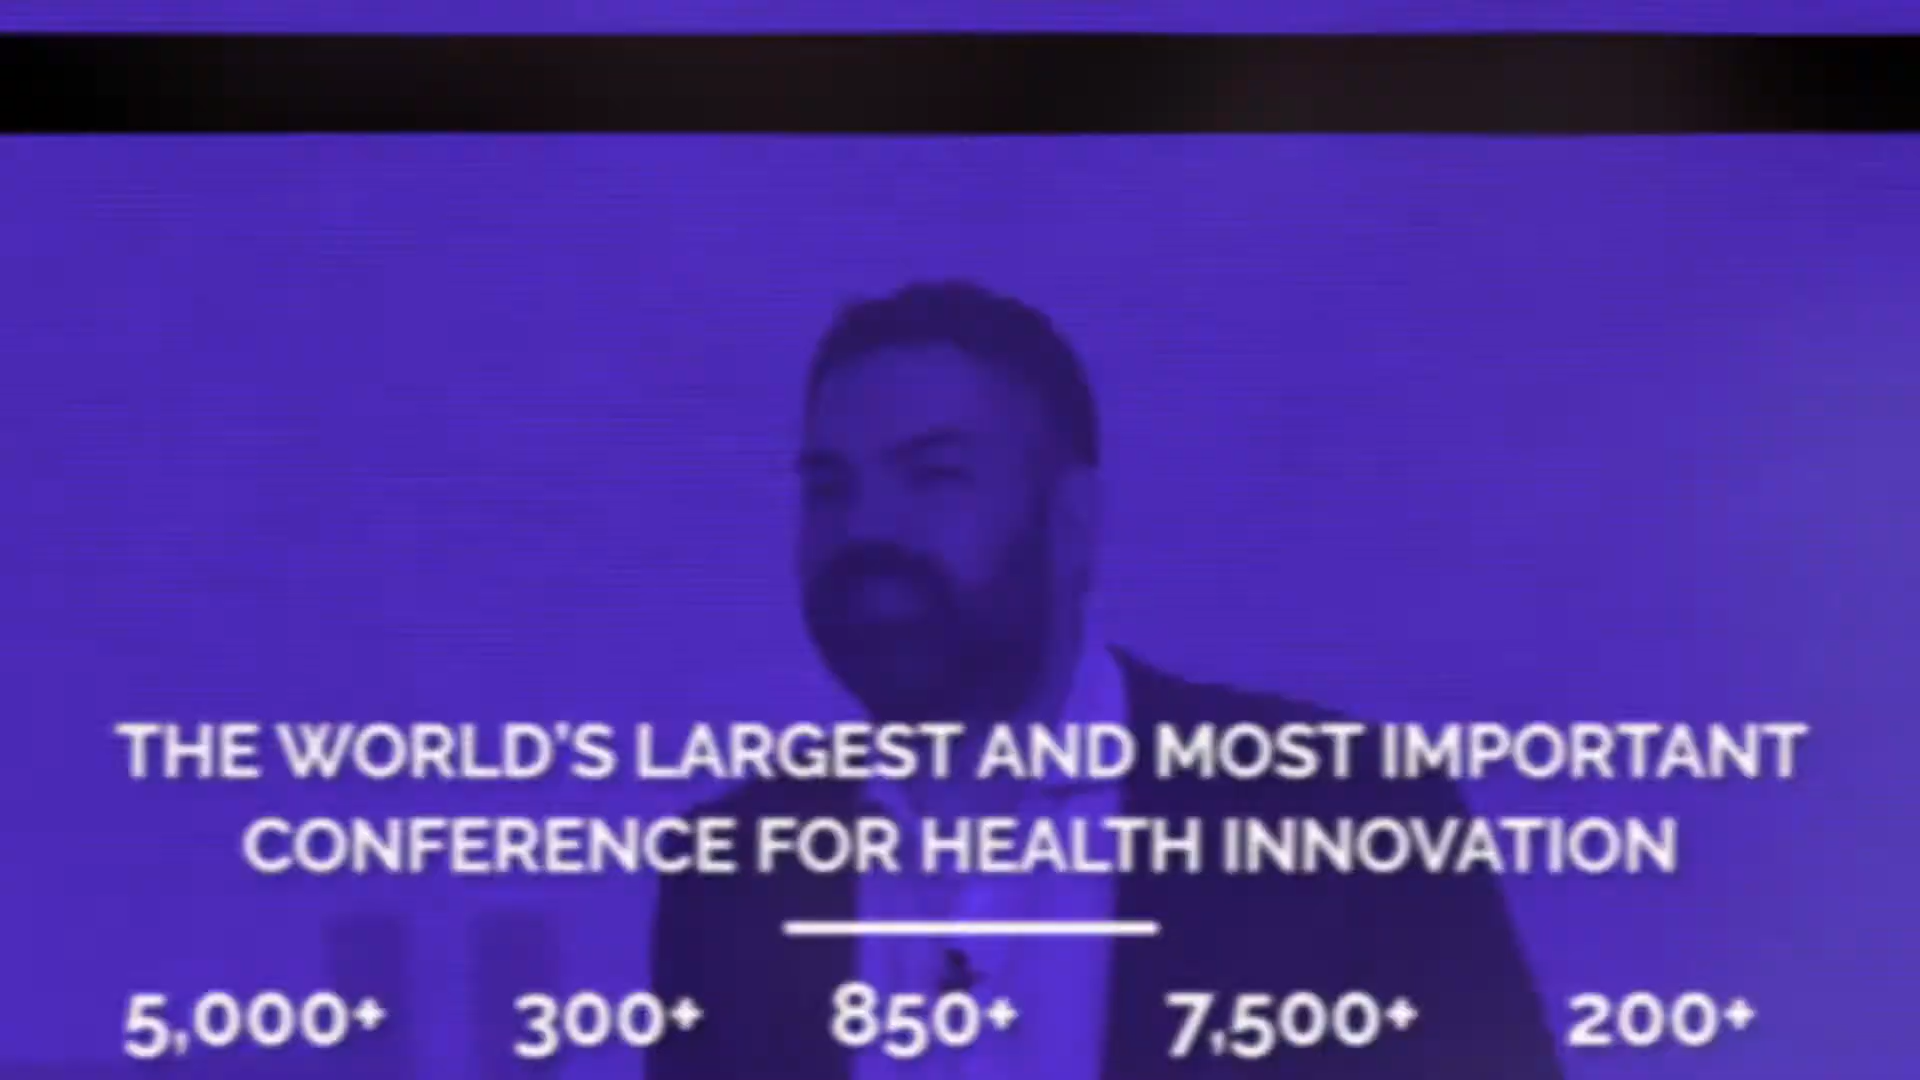 THE WORLD'S LARGEST AND MOST IMPORTANT
CONFERENCE FOR HEALTH INNOVATION
5,000+ 300+ 850+ 7,500+ 200+